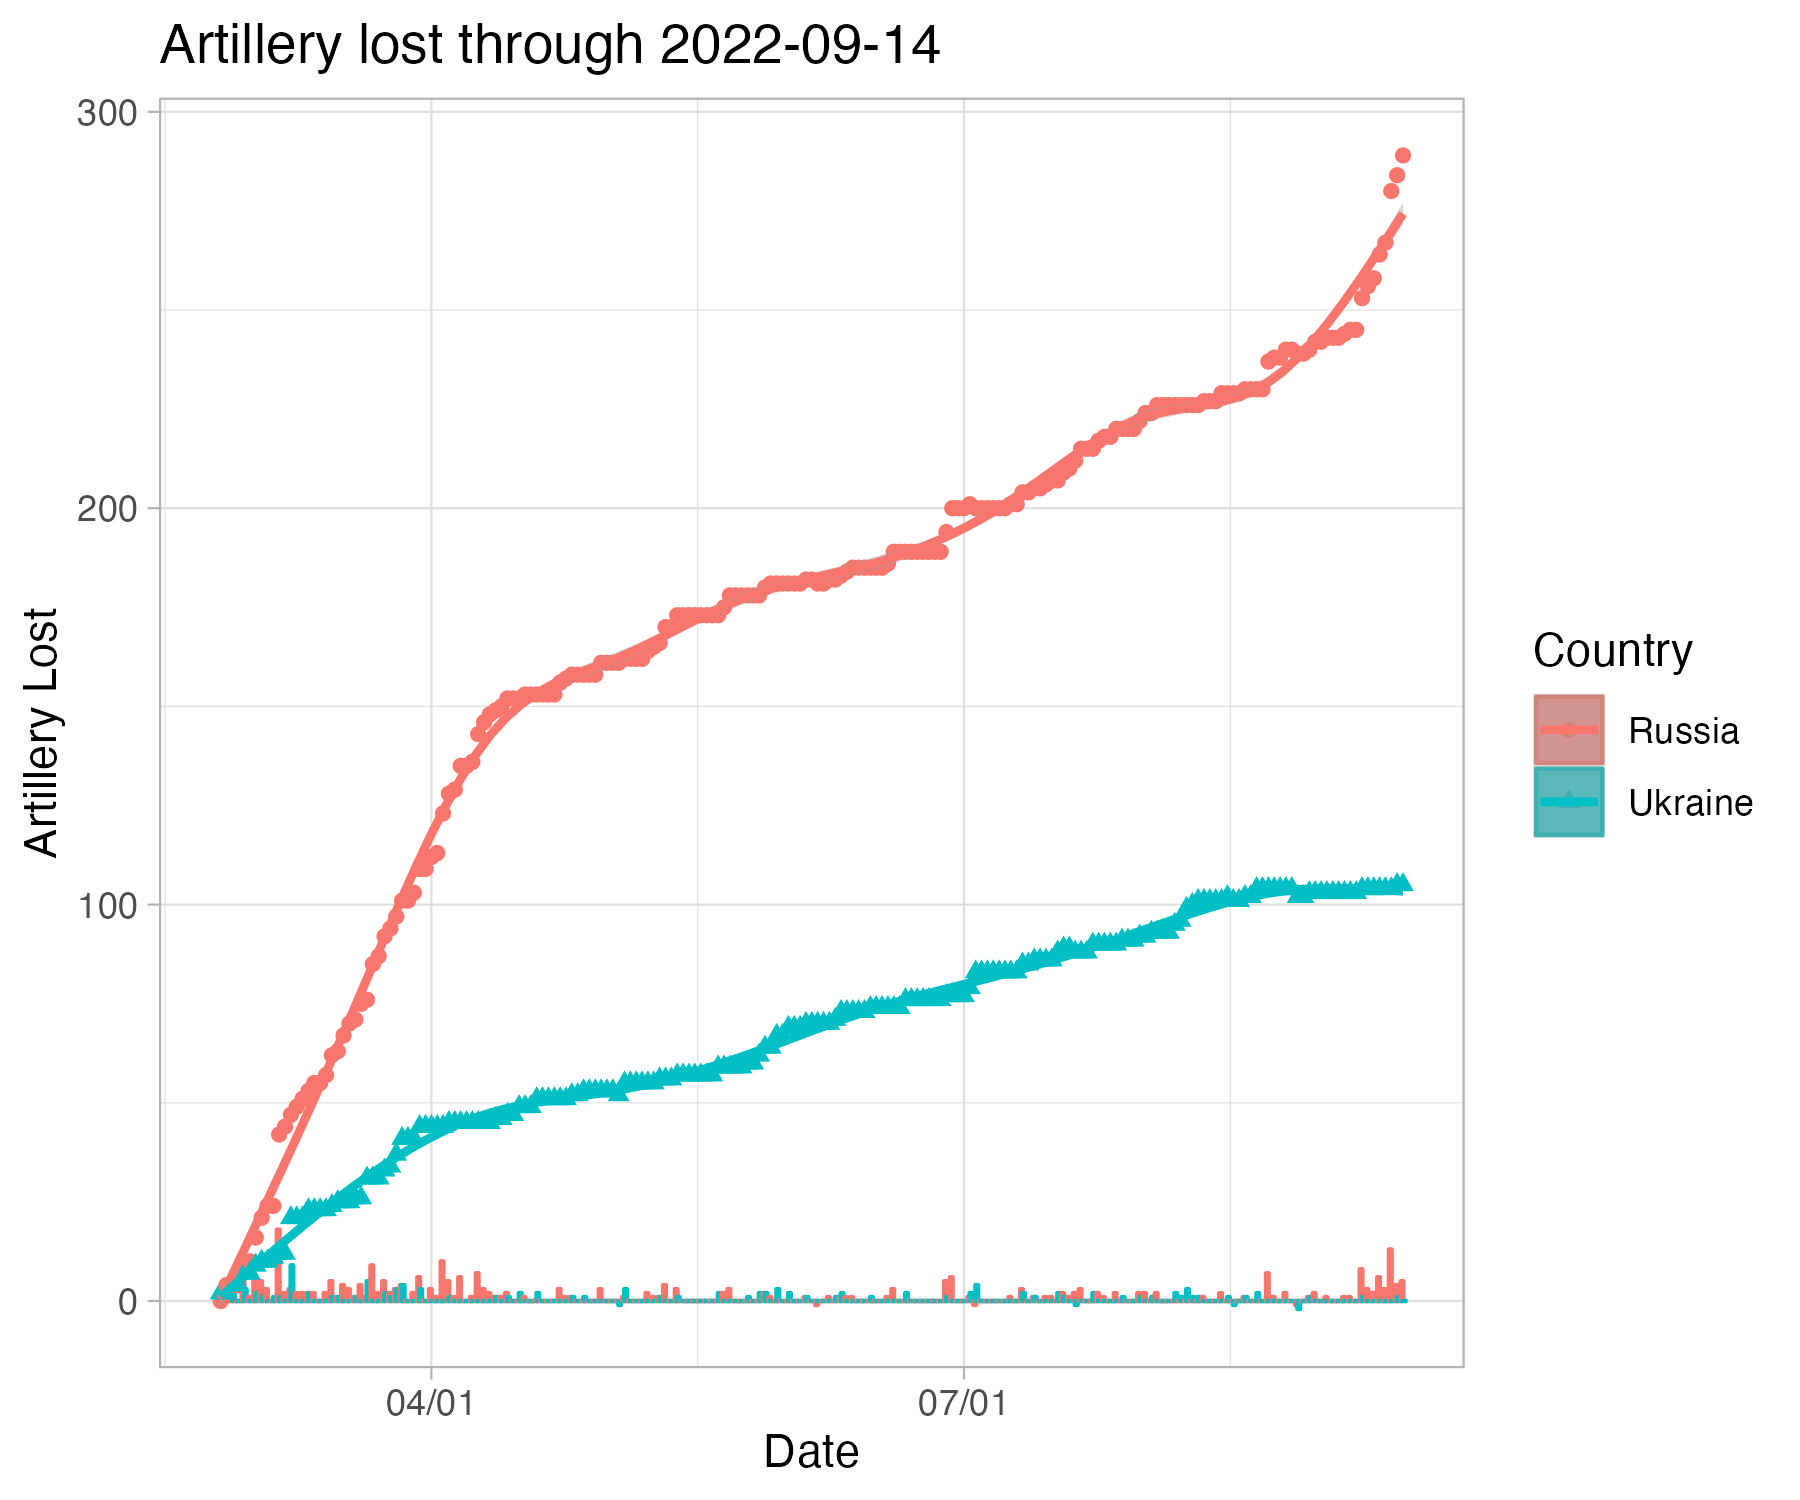 Artillery lost through 2022-09-14
300
200
100
0
Artillery Lost
04/01
07/01
Date
Country
Russia
Ukraine